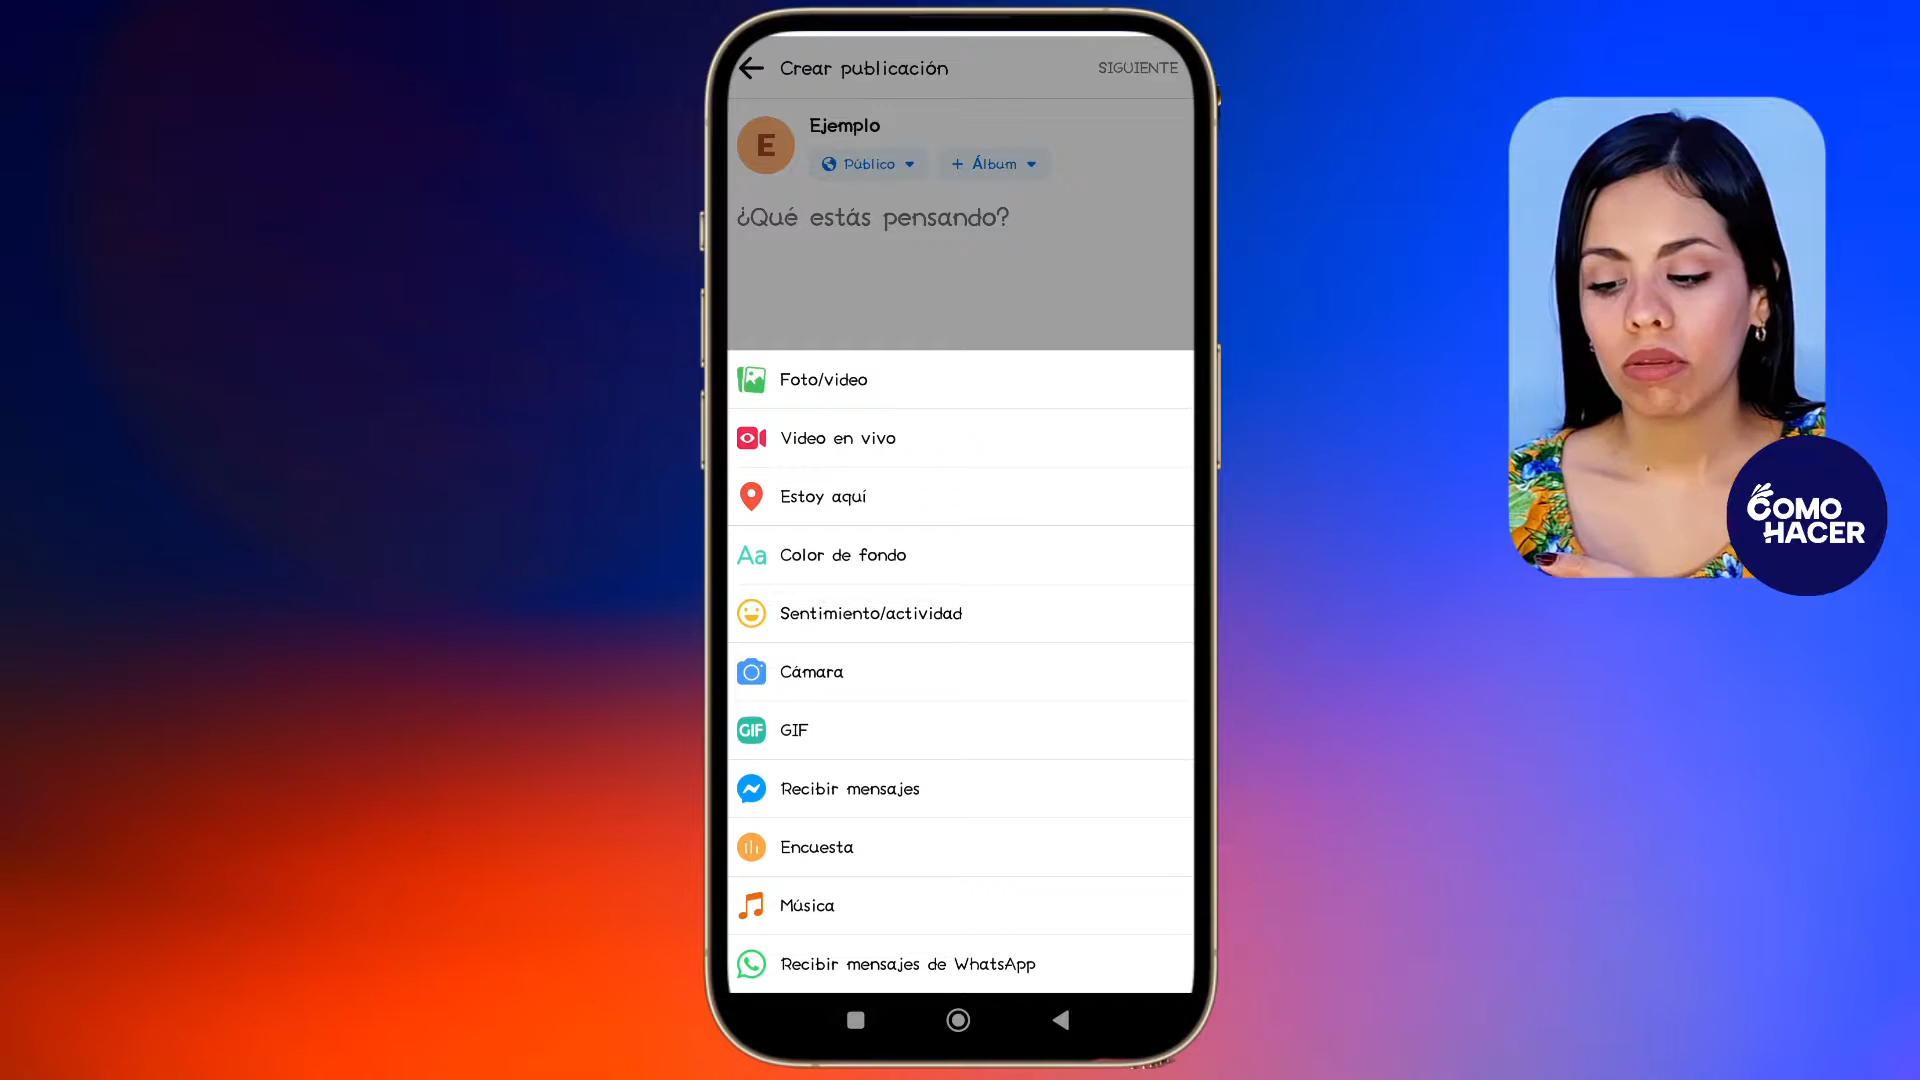 Crear publicación
SIGUIENTE
E
Ejemplo
Público
+ Álbum
¿Qué estás pensando?
Foto/video
Video en vivo
Estoy aquí
Aa Color de fondo
Sentimiento/actividad
Cámara
GIF GIF
Recibir mensajes
Encuesta
Música
Recibir mensajes de WhatsApp
COMO
HACER